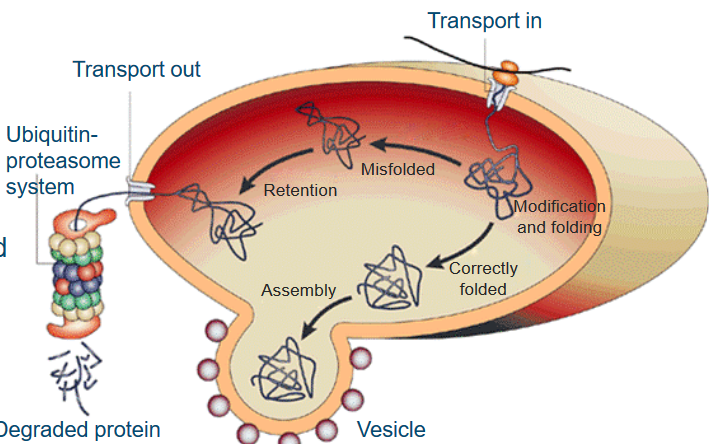 Transport in
Transport out
Ubiquitin-
proteasome
system
Misfolded
Retention
Modification
and folding
Correctly
folded
Assembly
d
Degraded protein
Vesicle